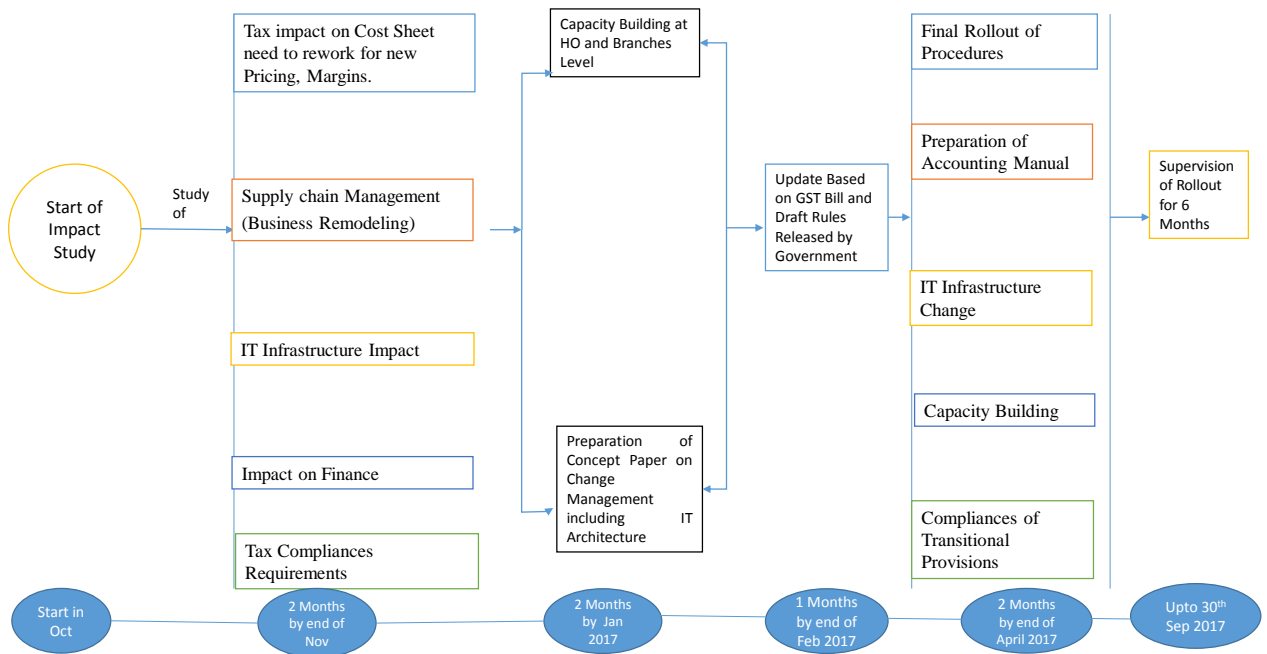 Start of
Impact
Study
Study
of
Tax impact on Cost Sheet
need to rework for new
Pricing, Margins.
Supply chain Management
(Business Remodeling)
IT Infrastructure Impact
Impact on Finance
Tax Compliances
Requirements
Capacity Building at
HO and Branches
Level
Preparation of
Concept Paper on
Change
Management
including IT
Architecture
Update Based
on GST Bill and
Draft Rules
Released by
Government
Final Rollout of
Procedures
Preparation of
Accounting Manual
IT Infrastructure
Change
Capacity Building
Compliances of
Transitional
Provisions
Supervision
of Rollout
for 6
Months
Start in
Oct
2 Months
by end of
Nov
2 Months
by Jan
2017
1 Months
by end of
Feb 2017
2 Months
by end of
April 2017
Upto 30th
Sep 2017